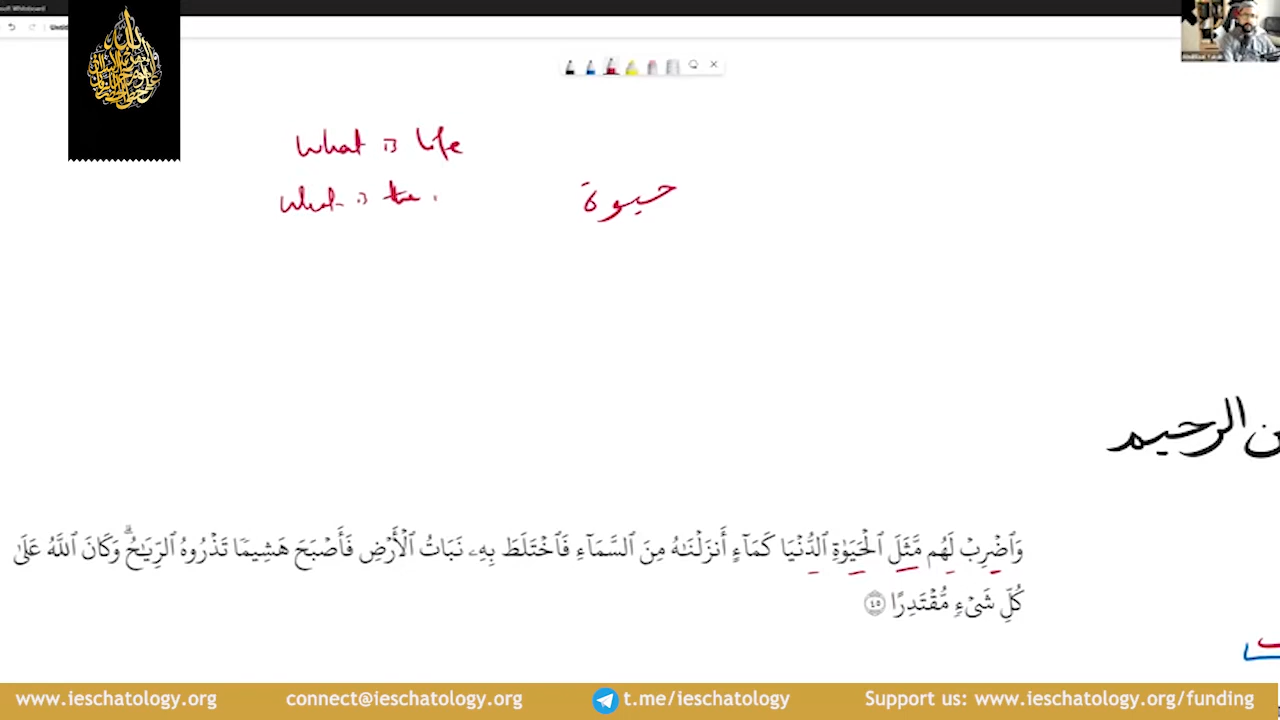 What is life
What is the
حيوة
ن الرحيم
وَٱضْرِبْ لَهُم مَّثَلَ ٱلْحَيَوٰةِ ٱلدُّنْيَا كَمَآءٍ أَنزَلْنَـٰهُ مِنَ ٱلسَّمَآءِ فَٱخْتَلَطَ بِهِۦ نَبَاتُ ٱلْأَرْضِ فَأَصْبَحَ هَشِيمًا تَذْرُوهُ ٱلرِّيَـٰحُ ۗ وَكَانَ ٱللَّهُ عَلَىٰ
كُلِّ شَىْءٍ مُّقْتَدِرًا ٤٥
www.ieschatology.org connect@ieschatology.org t.me/ieschatology Support us: www.ieschatology.org/funding